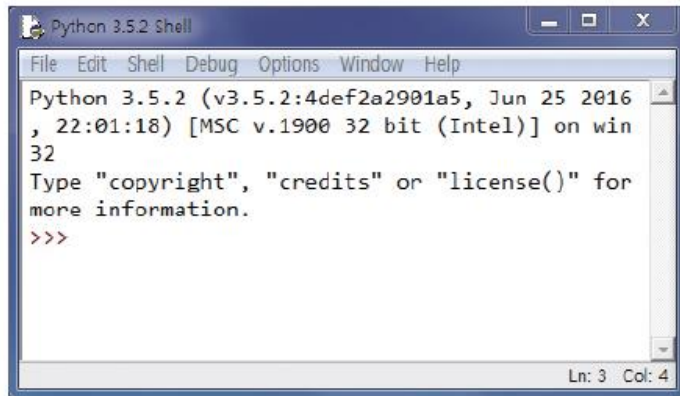 Python 3.5.2 Shell
File Edit Shell Debug Options Window Help
Python 3.5.2 (v3.5.2:4def2a2901a5, Jun 25 2016
, 22:01:18) [MSC v.1900 32 bit (Intel)] on win
32
Type "copyright", "credits" or "license()" for
more information.
>>>
Ln: 3 Col: 4